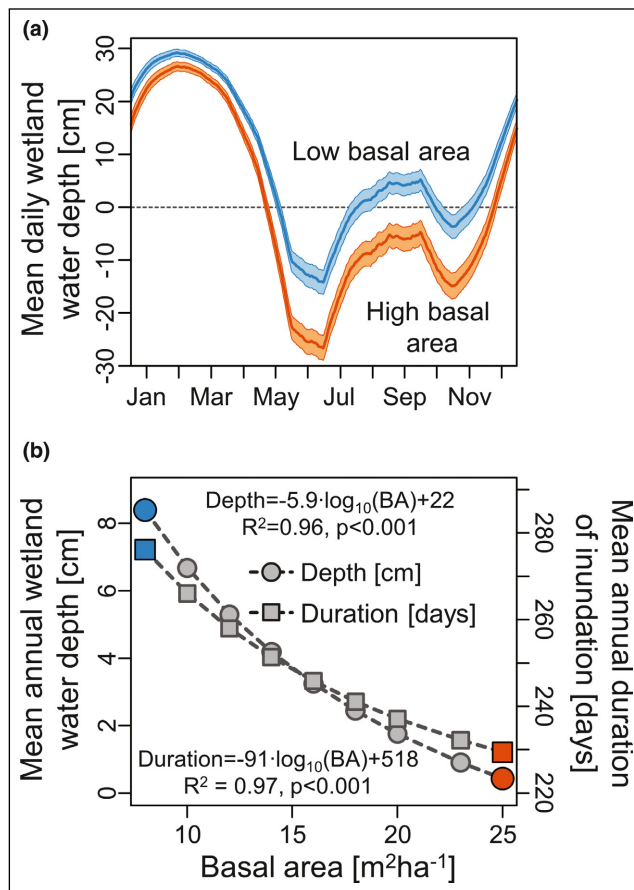 (a)
Mean daily wetland
water depth [cm]
30
20
10
0
-10
-20
-30
Low basal area
High basal
area
Jan Mar May Jul Sep Nov
(b)
Mean annual wetland
water depth [cm]
8
6
4
2
0
Depth=-5.9·log10(BA)+22
R²=0.96, p<0.001
Depth [cm]
Duration [days]
Duration=-91·log10(BA)+518
R² = 0.97, p<0.001
280
260
240
220
Mean annual duration
of inundation
[days]
10 15 20 25
Basal area [m²ha⁻¹]